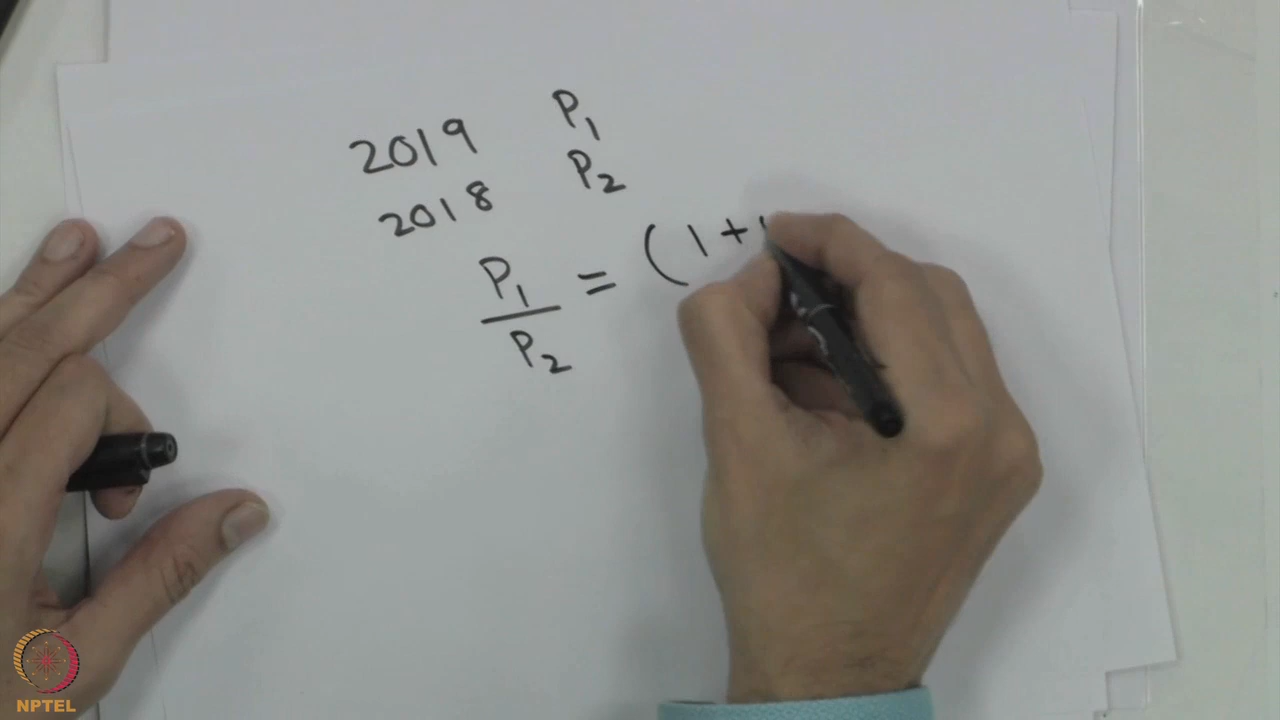 2019 P1
2018 P2
P1
= (1+
P2
NPTEL